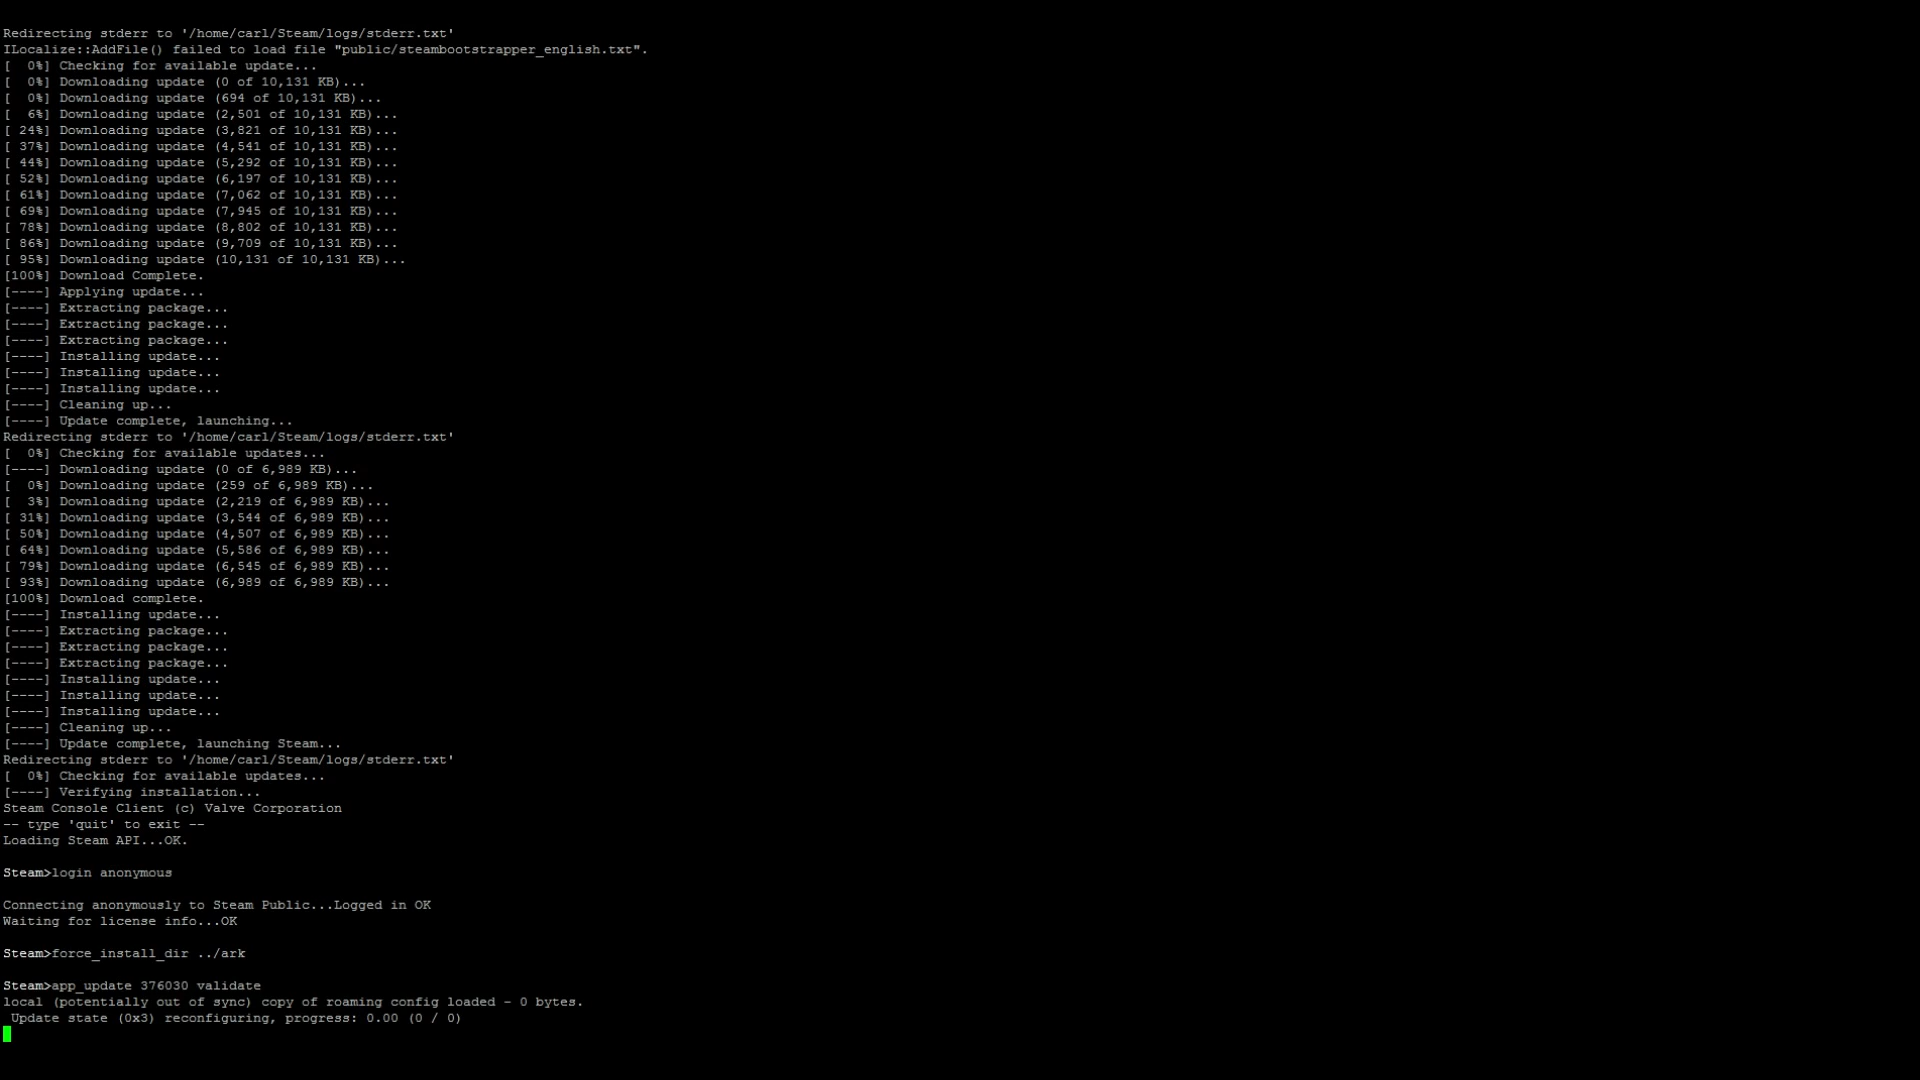 Redirecting stderr to '/home/carl/Steam/logs/stderr.txt'
ILocalize::AddFile() failed to load file "public/steambootstrapper_english.txt".
[  0%] Checking for available update...
[  0%] Downloading update (0 of 10,131 KB)...
[  0%] Downloading update (694 of 10,131 KB)...
[  6%] Downloading update (2,501 of 10,131 KB)...
[ 24%] Downloading update (3,821 of 10,131 KB)...
[ 37%] Downloading update (4,541 of 10,131 KB)...
[ 44%] Downloading update (5,292 of 10,131 KB)...
[ 52%] Downloading update (6,197 of 10,131 KB)...
[ 61%] Downloading update (7,062 of 10,131 KB)...
[ 69%] Downloading update (7,945 of 10,131 KB)...
[ 78%] Downloading update (8,802 of 10,131 KB)...
[ 86%] Downloading update (9,709 of 10,131 KB)...
[ 95%] Downloading update (10,131 of 10,131 KB)...
[100%] Download Complete.
[----] Applying update...
[----] Extracting package...
[----] Extracting package...
[----] Extracting package...
[----] Installing update...
[----] Installing update...
[----] Installing update...
[----] Cleaning up...
[----] Update complete, launching...
Redirecting stderr to '/home/carl/Steam/logs/stderr.txt'
[  0%] Checking for available updates...
[----] Downloading update (0 of 6,989 KB)...
[  0%] Downloading update (259 of 6,989 KB)...
[  3%] Downloading update (2,219 of 6,989 KB)...
[ 31%] Downloading update (3,544 of 6,989 KB)...
[ 50%] Downloading update (4,507 of 6,989 KB)...
[ 64%] Downloading update (5,586 of 6,989 KB)...
[ 79%] Downloading update (6,545 of 6,989 KB)...
[ 93%] Downloading update (6,989 of 6,989 KB)...
[100%] Download complete.
[----] Installing update...
[----] Extracting package...
[----] Extracting package...
[----] Extracting package...
[----] Installing update...
[----] Installing update...
[----] Installing update...
[----] Cleaning up...
[----] Update complete, launching Steam...
Redirecting stderr to '/home/carl/Steam/logs/stderr.txt'
[  0%] Checking for available updates...
[----] Verifying installation...
Steam Console Client (c) Valve Corporation
-- type 'quit' to exit --
Loading Steam API...OK.
Steam>login anonymous
Connecting anonymously to Steam Public...Logged in OK
Waiting for license info...OK
Steam>force_install_dir ../ark
Steam>app_update 376030 validate
local (potentially out of sync) copy of roaming config loaded - 0 bytes.
Update state (0x3) reconfiguring, progress: 0.00 (0 / 0)